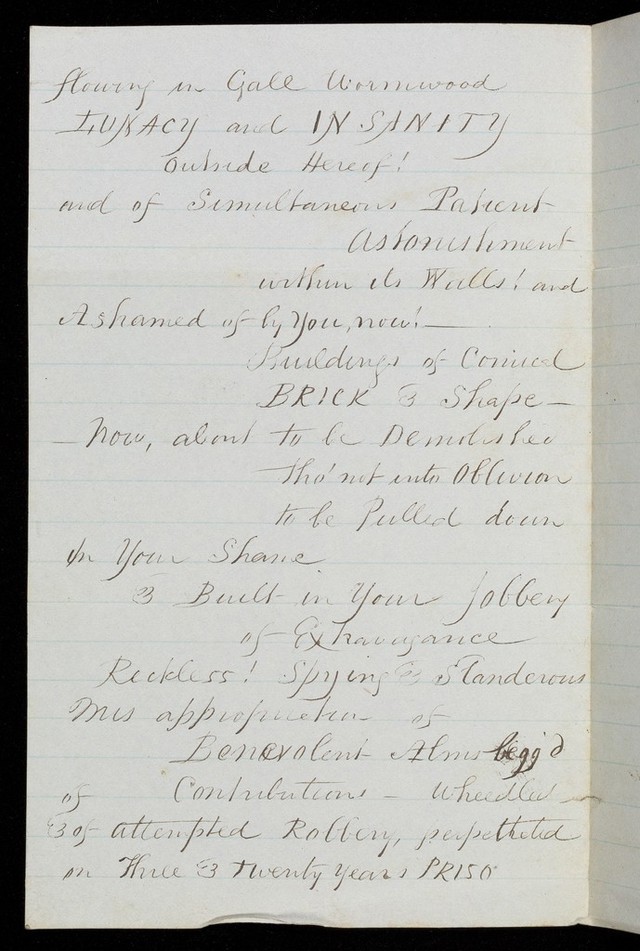 flowing in Gall Wormwood
LUNACY and INSANITY
outside Hereof!
and of Simultaneous Patient
Astonishment
within its Walls! and
Ashamed of by You, now! —
Buildings of Comical
BRICK & Shape —
— Now, about to be Demolished
tho' not into Oblivion
to be Pulled down
In Your Shame
& Built in Your Jobbery
of Extravagance
Reckless! Spying & Slanderous
Mis appropriation of
Benevolent Alms begg'd
of Contributions — Wheedled —
& of attempted Robbery, perpetrated
on Three & twenty years PRISO